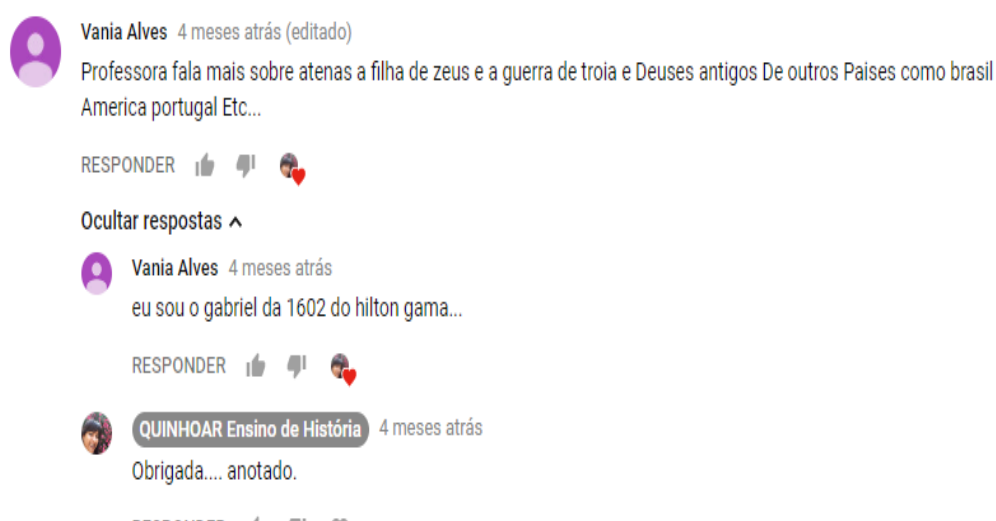 Vania Alves 4 meses atrás (editado)
Professora fala mais sobre atenas a filha de zeus e a guerra de troia e Deuses antigos De outros Paises como brasil
America portugal Etc...
RESPONDER
Ocultar respostas
Vania Alves 4 meses atrás
eu sou o gabriel da 1602 do hilton gama...
RESPONDER
QUINHOAR Ensino de História 4 meses atrás
Obrigada.... anotado.
RESPONDER